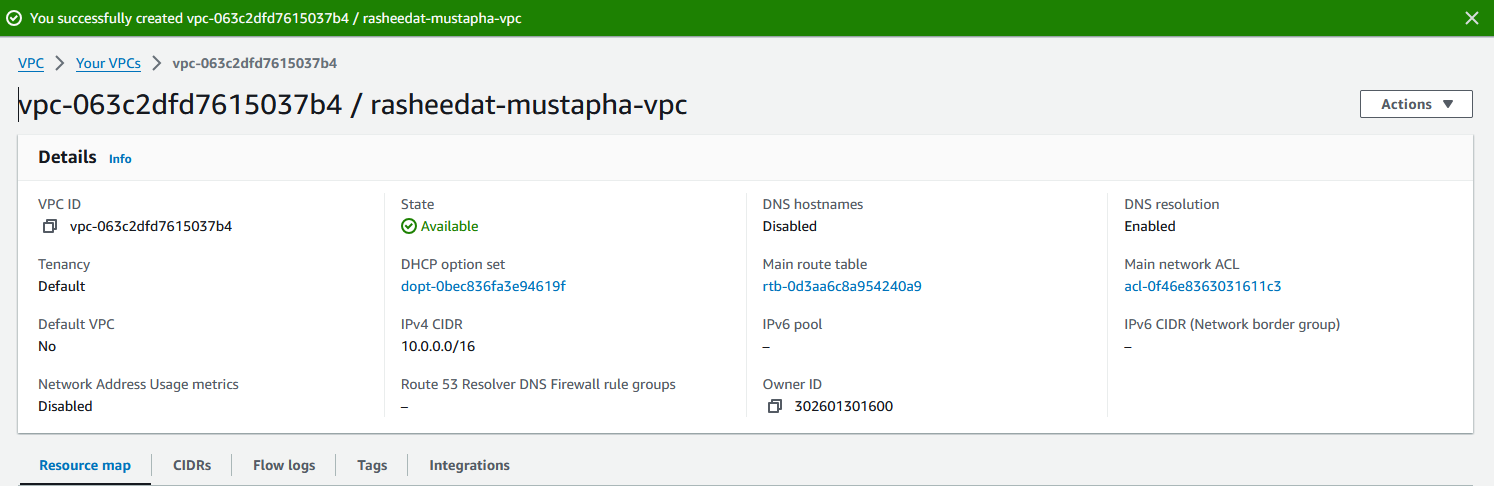 You successfully created vpc-063c2dfd7615037b4 / rasheedat-mustapha-vpc
VPC > Your VPCs > vpc-063c2dfd7615037b4
vpc-063c2dfd7615037b4 / rasheedat-mustapha-vpc
Actions
Details Info
VPC ID
vpc-063c2dfd7615037b4
State
Available
DNS hostnames
Disabled
DNS resolution
Enabled
Tenancy
Default
DHCP option set
dopt-0bec836fa3e94619f
Main route table
rtb-0d3aa6c8a954240a9
Main network ACL
acl-0f46e8363031611c3
Default VPC
No
IPv4 CIDR
10.0.0.0/16
IPv6 pool
–
IPv6 CIDR (Network border group)
–
Network Address Usage metrics
Disabled
Route 53 Resolver DNS Firewall rule groups
–
Owner ID
302601301600
Resource map CIDRs Flow logs Tags Integrations